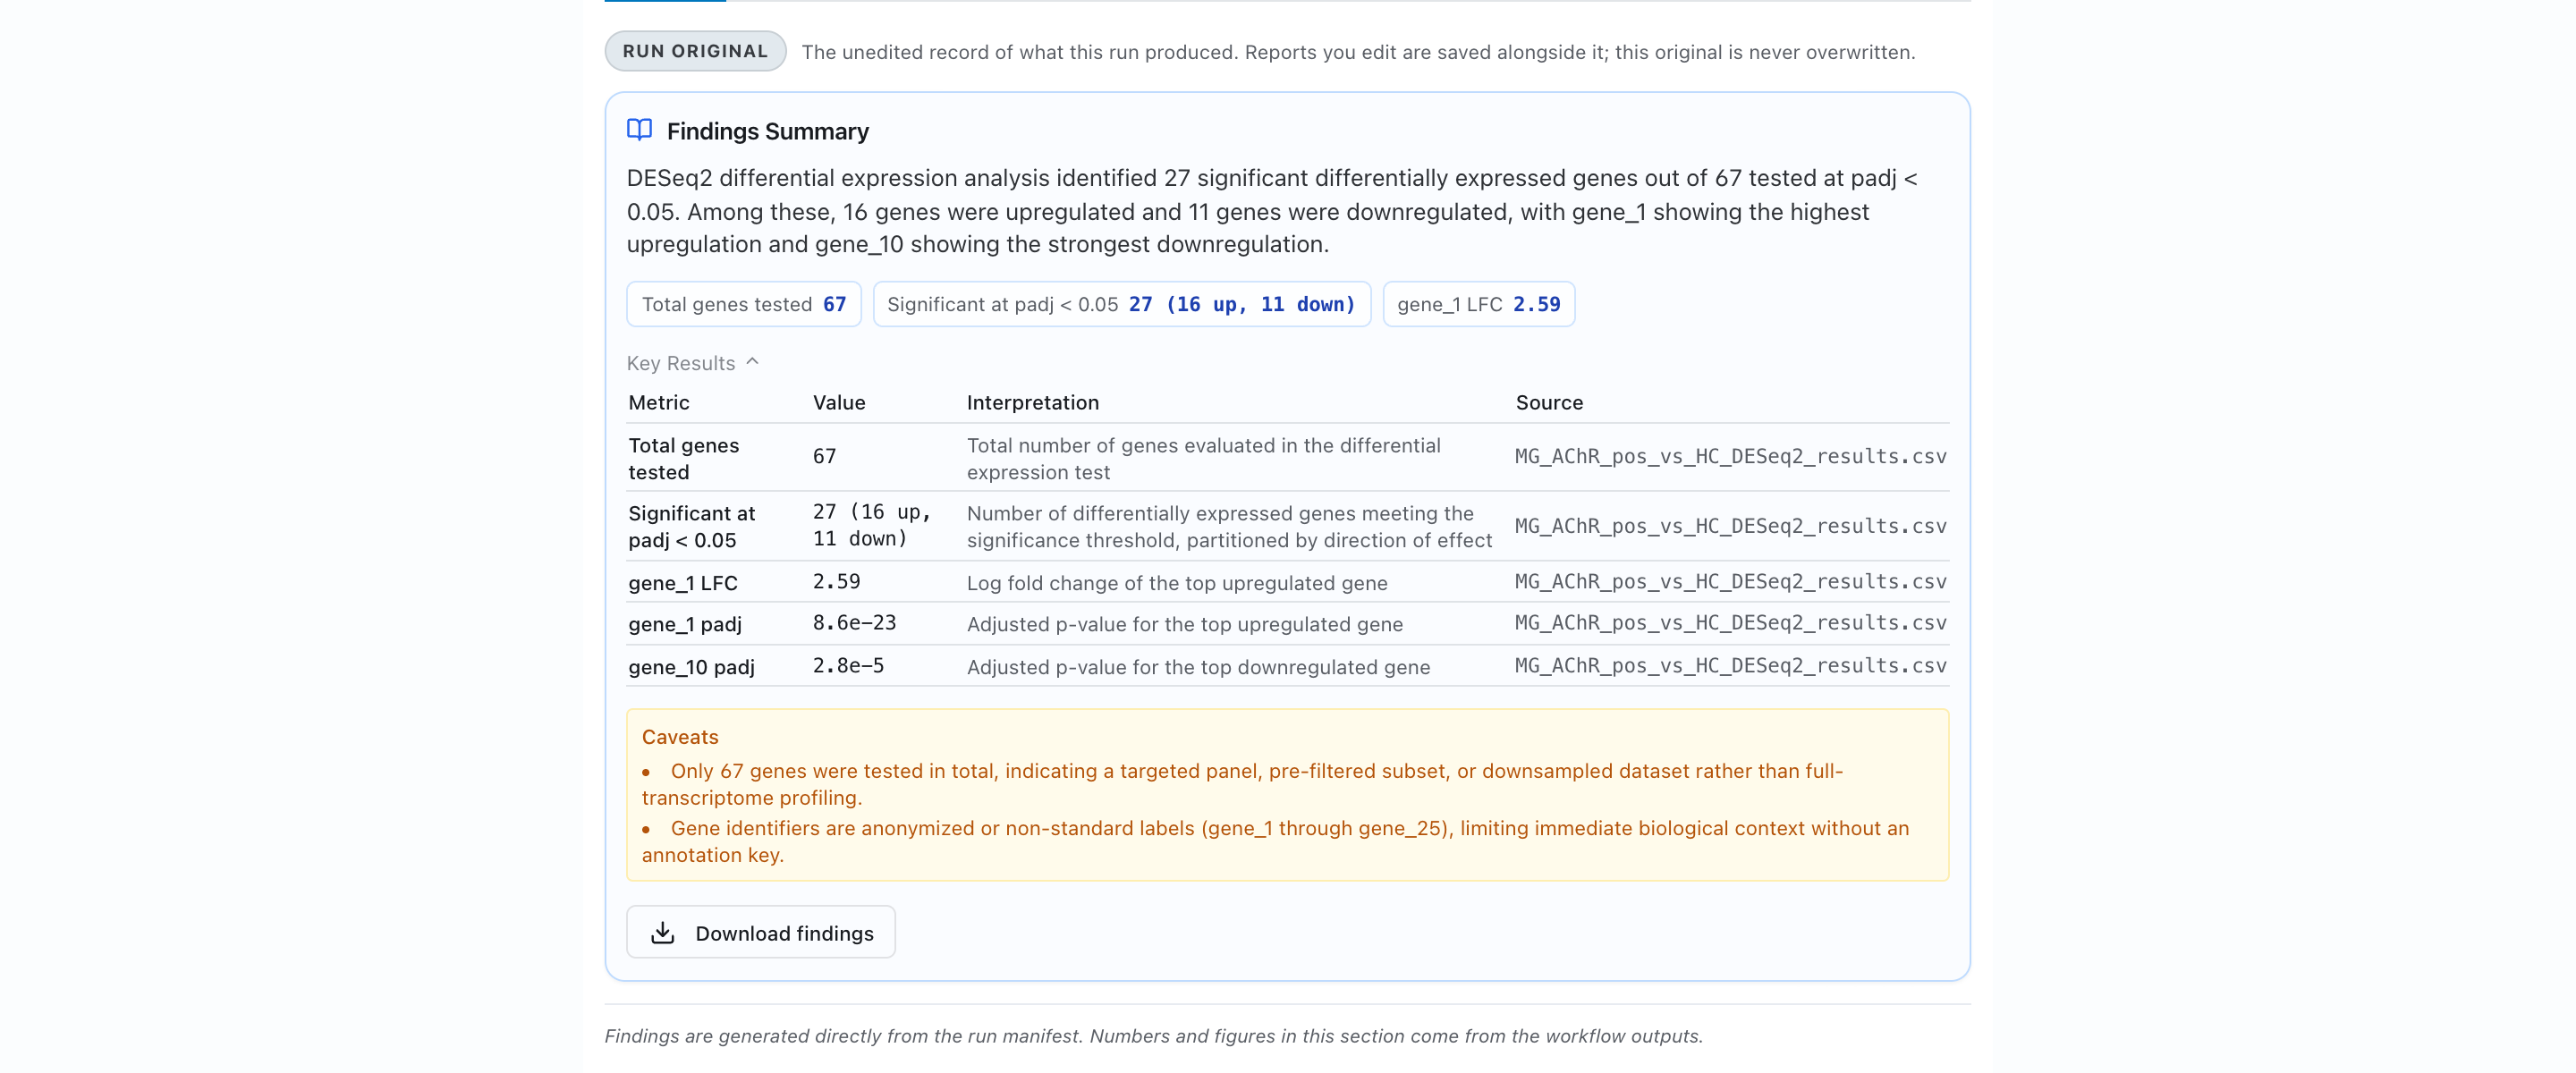 RUN ORIGINAL The unedited record of what this run produced. Reports you edit are saved alongside it; this original is never overwritten.
Findings Summary
DESeq2 differential expression analysis identified 27 significant differentially expressed genes out of 67 tested at padj <
0.05. Among these, 16 genes were upregulated and 11 genes were downregulated, with gene_1 showing the highest
upregulation and gene_10 showing the strongest downregulation.
Total genes tested 67 Significant at padj < 0.05 27 (16 up, 11 down) gene_1 LFC 2.59
Key Results
Metric Value Interpretation Source
Total genes
tested
67
Total number of genes evaluated in the differential
expression test
MG_AChR_pos_vs_HC_DESeq2_results.csv
Significant at
padj < 0.05
27 (16 up,
11 down)
Number of differentially expressed genes meeting the
significance threshold, partitioned by direction of effect
MG_AChR_pos_vs_HC_DESeq2_results.csv
gene_1 LFC 2.59 Log fold change of the top upregulated gene MG_AChR_pos_vs_HC_DESeq2_results.csv
gene_1 padj 8.6e−23 Adjusted p-value for the top upregulated gene MG_AChR_pos_vs_HC_DESeq2_results.csv
gene_10 padj 2.8e−5 Adjusted p-value for the top downregulated gene MG_AChR_pos_vs_HC_DESeq2_results.csv
Caveats
• Only 67 genes were tested in total, indicating a targeted panel, pre-filtered subset, or downsampled dataset rather than full-
transcriptome profiling.
• Gene identifiers are anonymized or non-standard labels (gene_1 through gene_25), limiting immediate biological context without an
annotation key.
Download findings
Findings are generated directly from the run manifest. Numbers and figures in this section come from the workflow outputs.